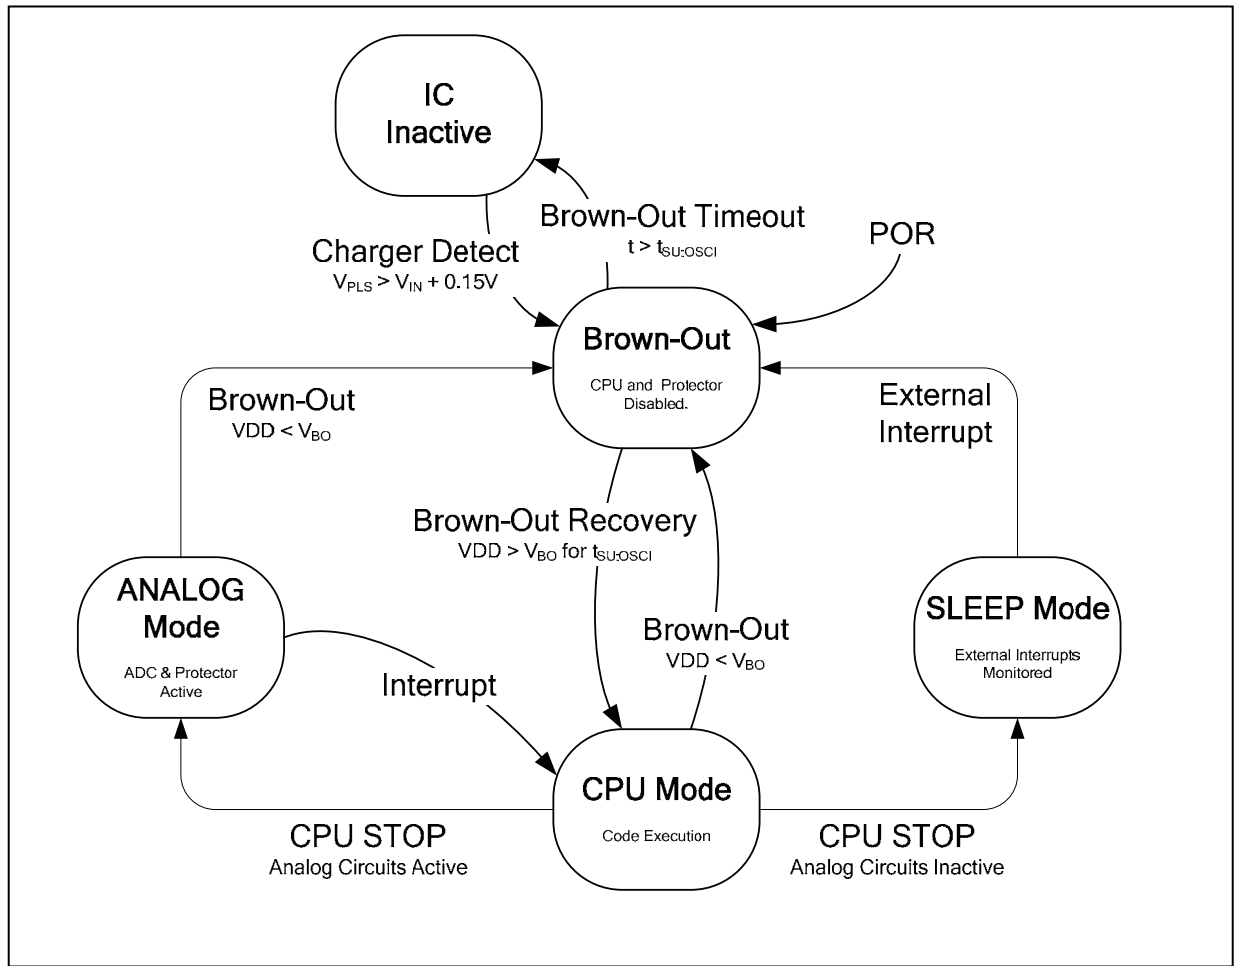 IC
Inactive
Brown-Out Timeout
t > tSU:OSCI
POR
Charger Detect
VPLS > VIN + 0.15V
Brown-Out
CPU and Protector
Disabled.
Brown-Out
VDD < VBO
External
Interrupt
Brown-Out Recovery
VDD > VBO for tSU:OSCI
ANALOG
Mode
ADC & Protector
Active
SLEEP Mode
External Interrupts
Monitored
Brown-Out
VDD < VBO
Interrupt
CPU Mode
Code Execution
CPU STOP
Analog Circuits Active
CPU STOP
Analog Circuits Inactive